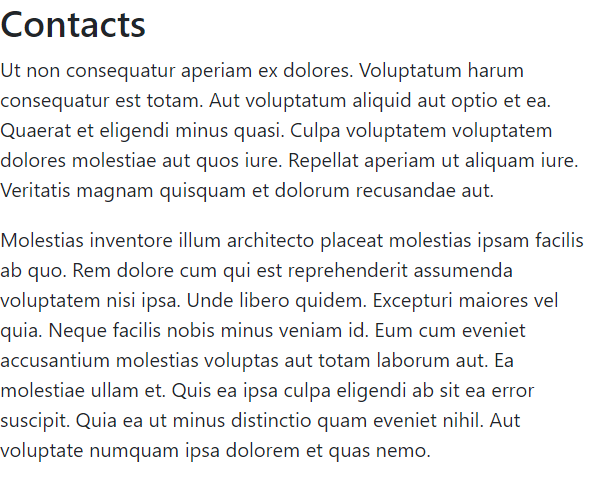 Contacts
Ut non consequatur aperiam ex dolores. Voluptatum harum
consequatur est totam. Aut voluptatum aliquid aut optio et ea.
Quaerat et eligendi minus quasi. Culpa voluptatem voluptatem
dolores molestiae aut quos iure. Repellat aperiam ut aliquam iure.
Veritatis magnam quisquam et dolorum recusandae aut.
Molestias inventore illum architecto placeat molestias ipsam facilis
ab quo. Rem dolore cum qui est reprehenderit assumenda
voluptatem nisi ipsa. Unde libero quidem. Excepturi maiores vel
quia. Neque facilis nobis minus veniam id. Eum cum eveniet
accusantium molestias voluptas aut totam laborum aut. Ea
molestiae ullam et. Quis ea ipsa culpa eligendi ab sit ea error
suscipit. Quia ea ut minus distinctio quam eveniet nihil. Aut
voluptate numquam ipsa dolorem et quas nemo.